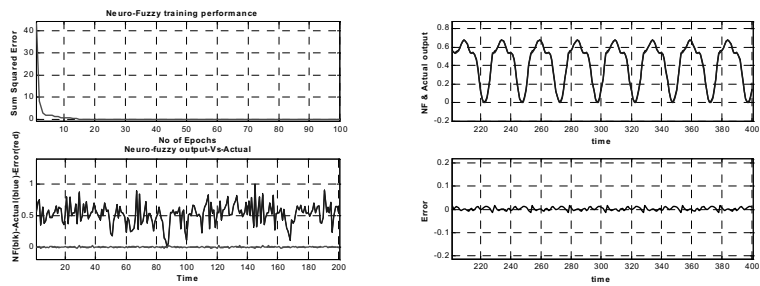 Neuro-Fuzzy training performance
Sum Squared Error
40
30
20
10
0
10 20 30 40 50 60 70 80 90 100
No of Epochs
Neuro-fuzzy output-Vs-Actual
NF(blk)-Actual(blue)-Error(red)
1
0.5
0
20 40 60 80 100 120 140 160 180 200
Time
NF & Actual output
0.8
0.6
0.4
0.2
0
-0.2
220 240 260 280 300 320 340 360 380 400
time
Error
0.2
0.1
0
-0.1
-0.2
220 240 260 280 300 320 340 360 380 400
time